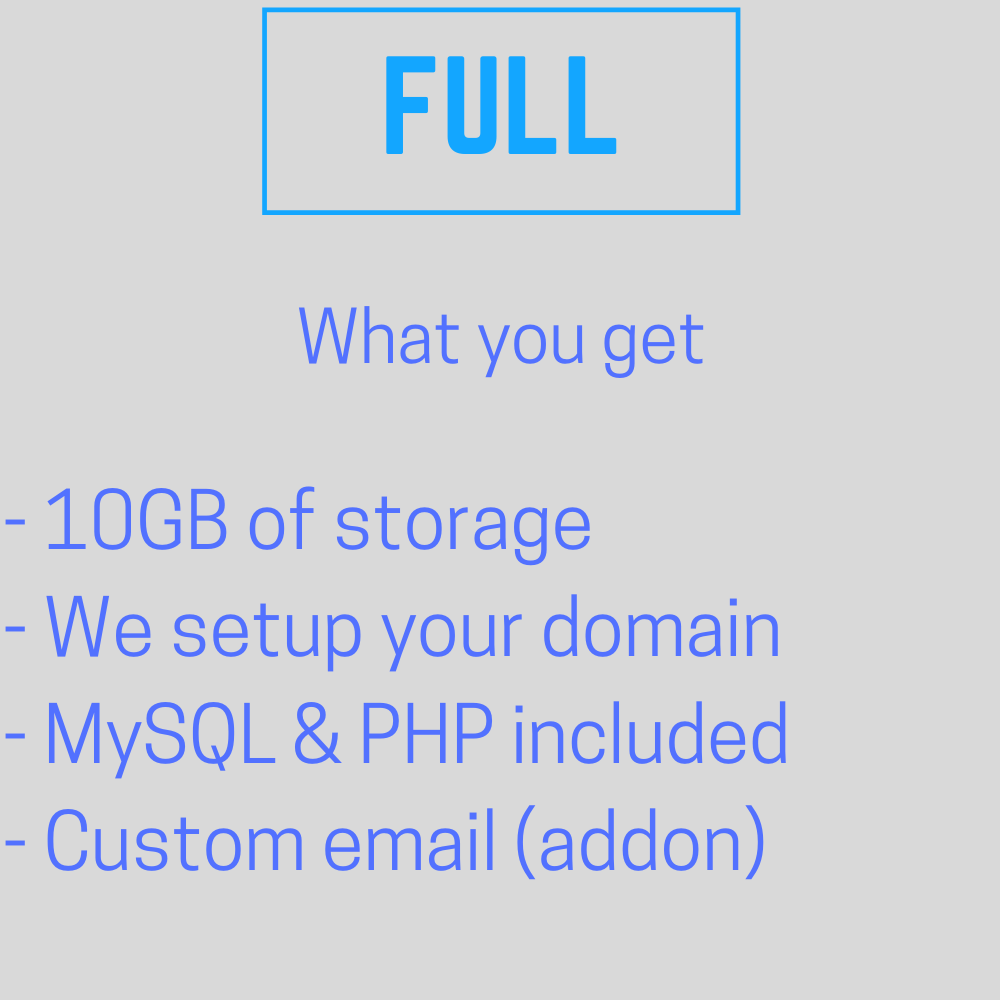 FULL
What you get
- 10GB of storage
- We setup your domain
- MySQL & PHP included
- Custom email (addon)